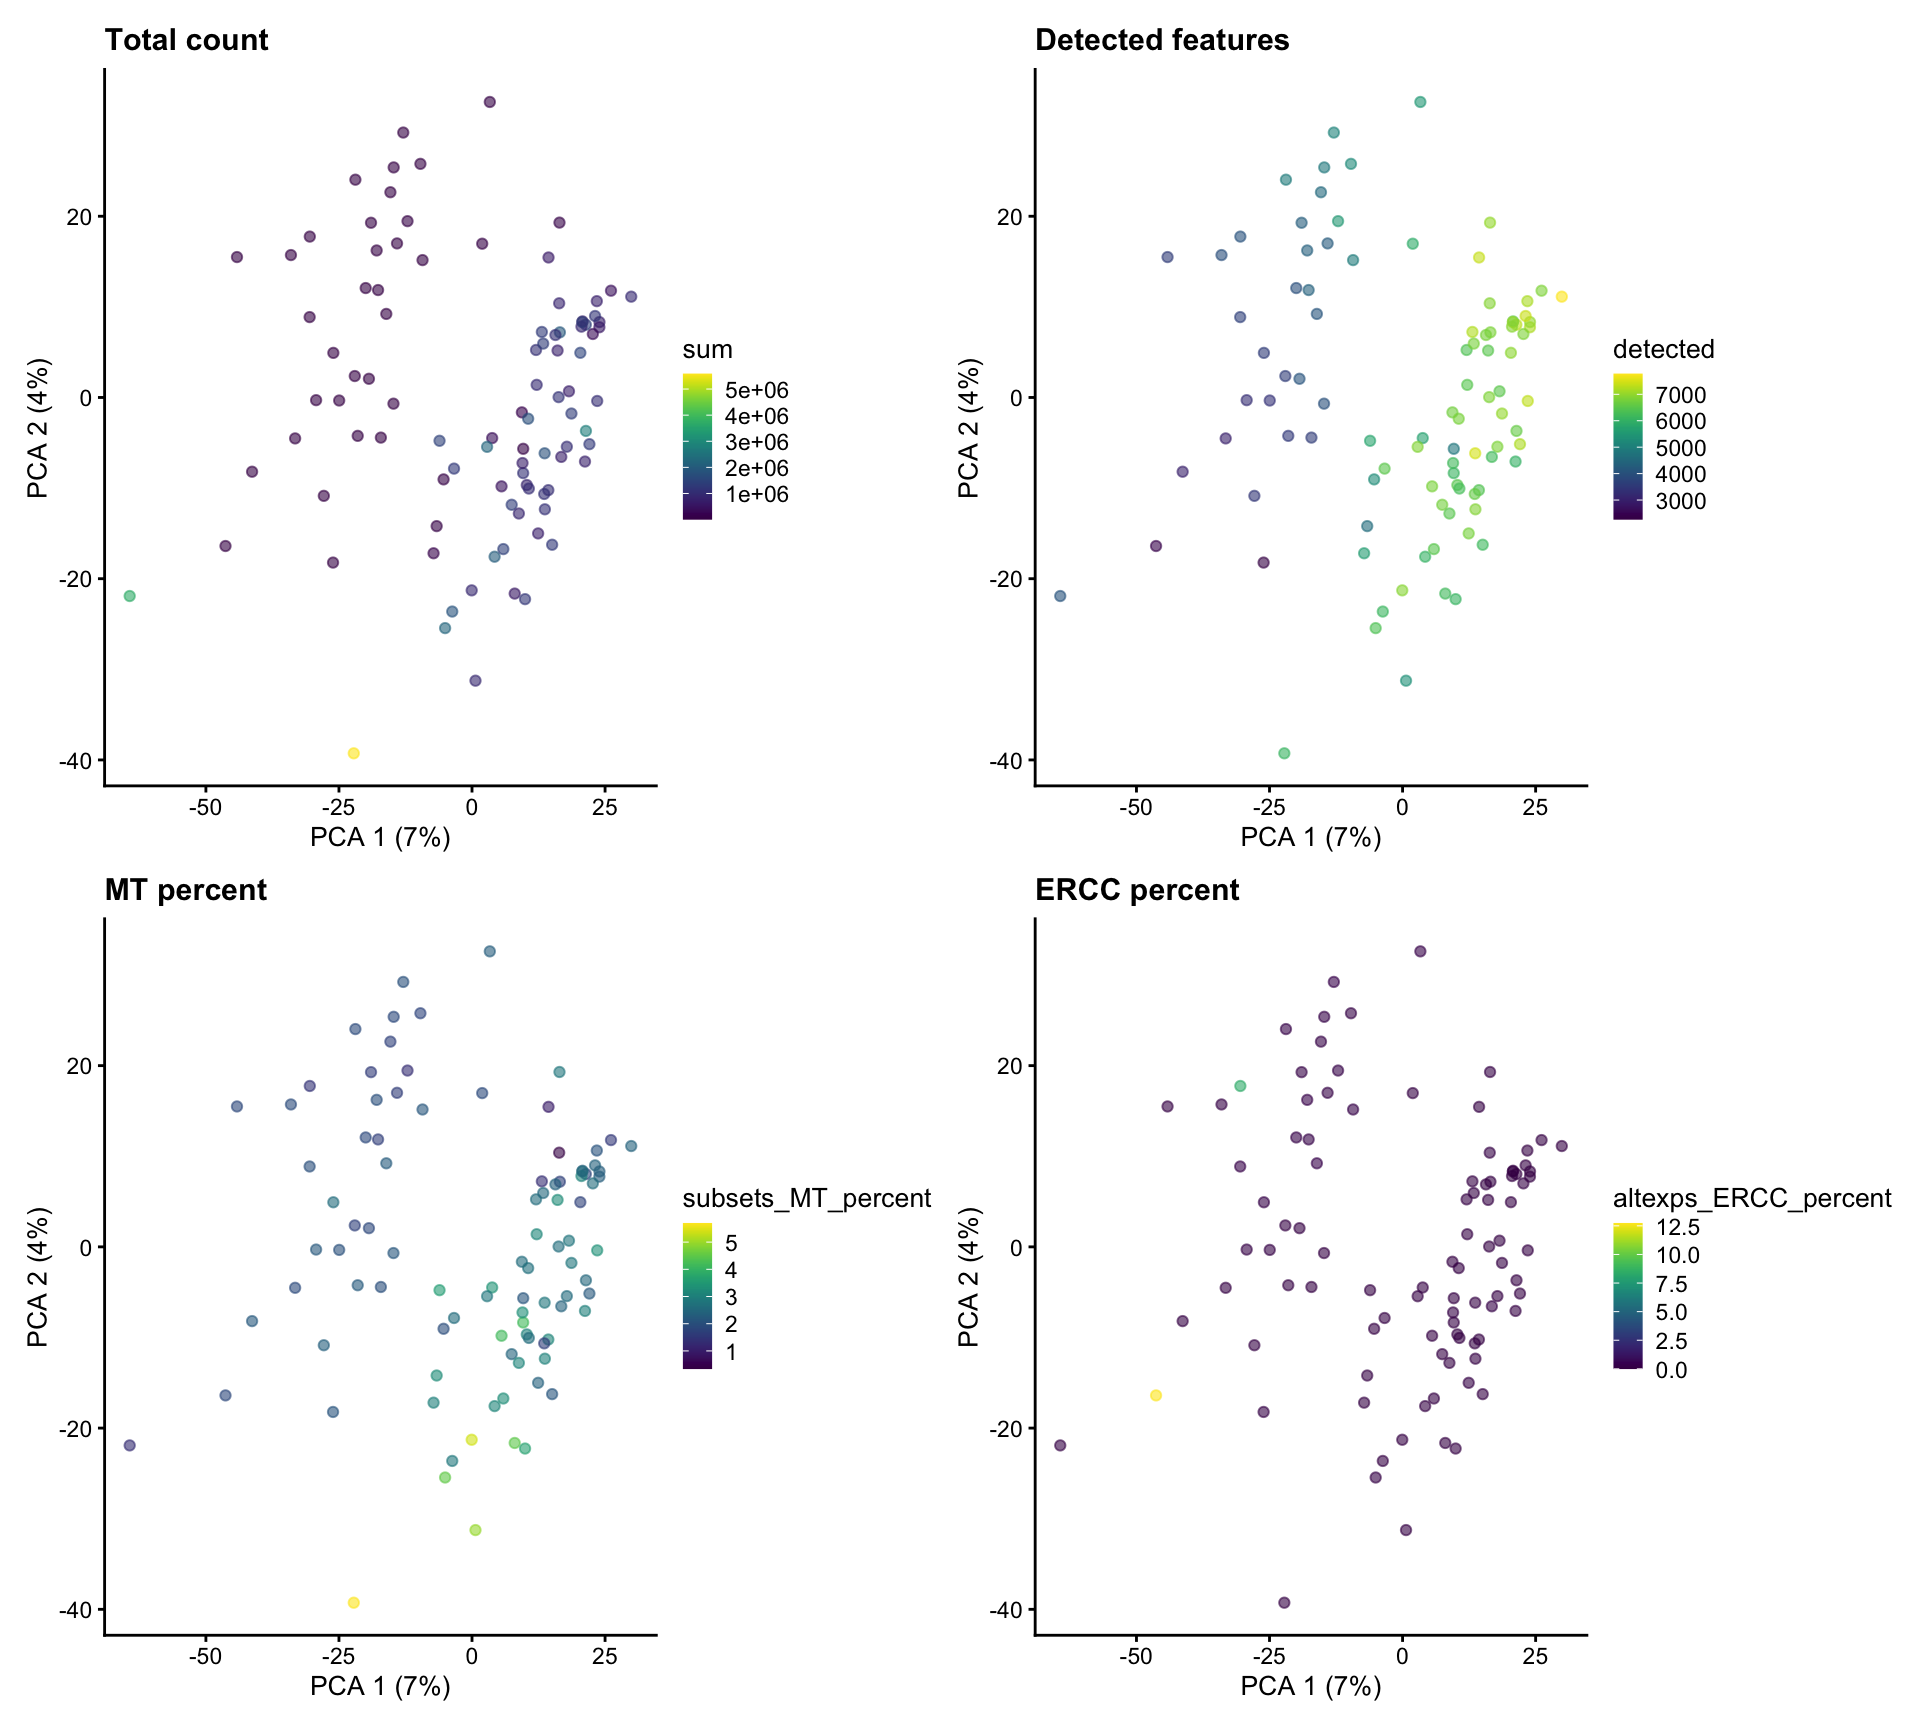 Total count
20
0
-20
-40
PCA 2 (4%)
-50
-25
0
25
PCA 1 (7%)
sum
5e+06
4e+06
3e+06
2e+06
1e+06
Detected features
20
0
-20
-40
PCA 2 (4%)
-50
-25
0
25
PCA 1 (7%)
detected
7000
6000
5000
4000
3000
MT percent
20
0
-20
-40
PCA 2 (4%)
-50
-25
0
25
PCA 1 (7%)
subsets_MT_percent
5
4
3
2
1
ERCC percent
20
0
-20
-40
PCA 2 (4%)
-50
-25
0
25
PCA 1 (7%)
altexps_ERCC_percent
12.5
10.0
7.5
5.0
2.5
0.0